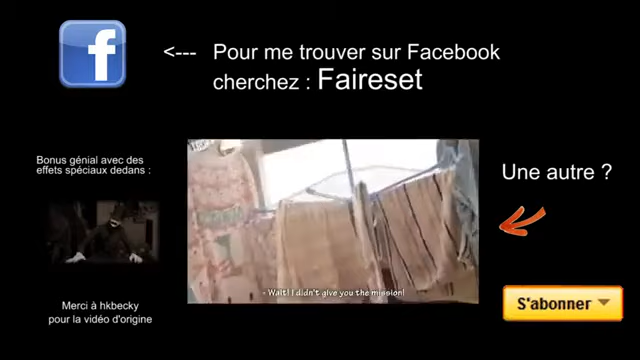 f
<--- Pour me trouver sur Facebook
cherchez : Faireset
Bonus génial avec des
effets spéciaux dedans :
Une autre ?
- Wait! I didn't give you the mission!
S'abonner
Merci à hkbecky
pour la vidéo d'origine